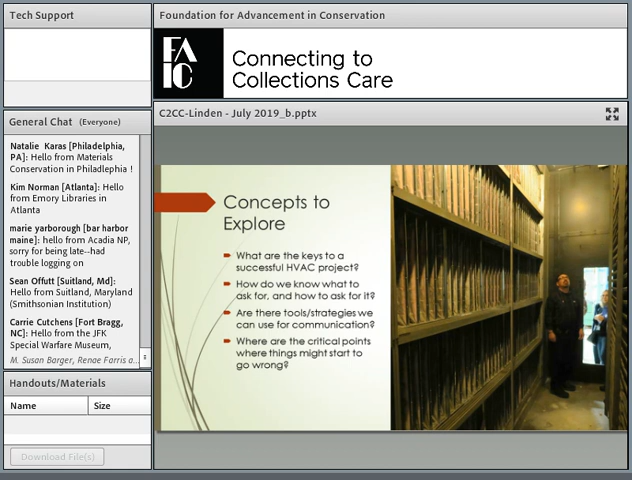 Tech Support
General Chat (Everyone)
Natalie Karas [Philadelphia,
PA]: Hello from Materials
Conservation in Philadlephia !
Kim Norman [Atlanta]: Hello
from Emory Libraries in
Atlanta
marie yarborough [bar harbor
maine]: hello from Acadia NP,
sorry for being late--had
trouble logging on
Sean Offutt [Suitland, Md]:
Hello from Suitland, Maryland
(Smithonian Institution)
Carrie Cutchens [Fort Bragg,
NC]: Hello from the JFK
Special Warfare Museum,
M. Susan Barger, Renae Farris a...
Handouts/Materials
Name Size
Download File(s)
Foundation for Advancement in Conservation
FA
IC
Connecting to
Collections Care
C2CC-Linden - July 2019_b.pptx
Concepts to
Explore
What are the keys to a
successful HVAC project?
How do we know what to
ask for, and how to ask for it?
Are there tools/strategies we
can use for communication?
Where are the critical points
where things might start to
go wrong?